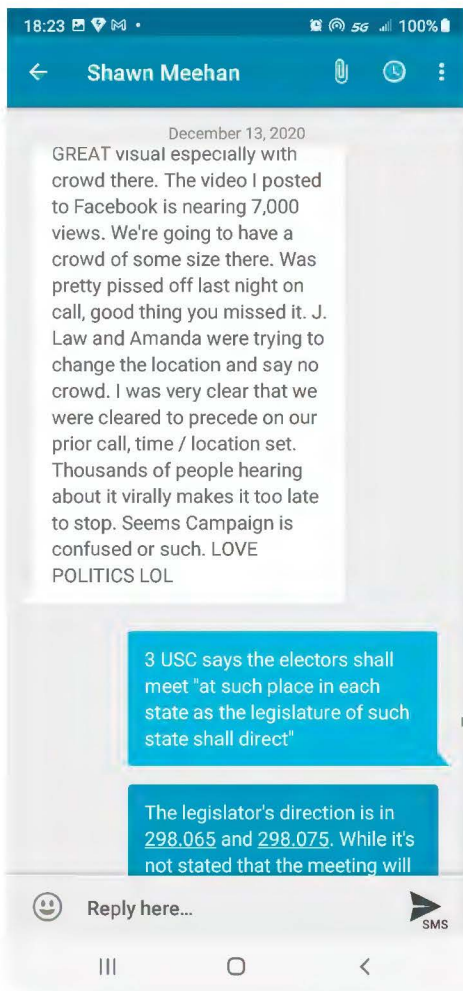 18:23
5G 100%
Shawn Meehan
December 13, 2020
GREAT visual especially with
crowd there. The video I posted
to Facebook is nearing 7,000
views. We're going to have a
crowd of some size there. Was
pretty pissed off last night on
call, good thing you missed it. J.
Law and Amanda were trying to
change the location and say no
crowd. I was very clear that we
were cleared to precede on our
prior call, time / location set.
Thousands of people hearing
about it virally makes it too late
to stop. Seems Campaign is
confused or such. LOVE
POLITICS LOL
3 USC says the electors shall
meet "at such place in each
state as the legislature of such
state shall direct"
The legislator's direction is in
298.065 and 298.075. While it's
not stated that the meeting will
Reply here...
SMS